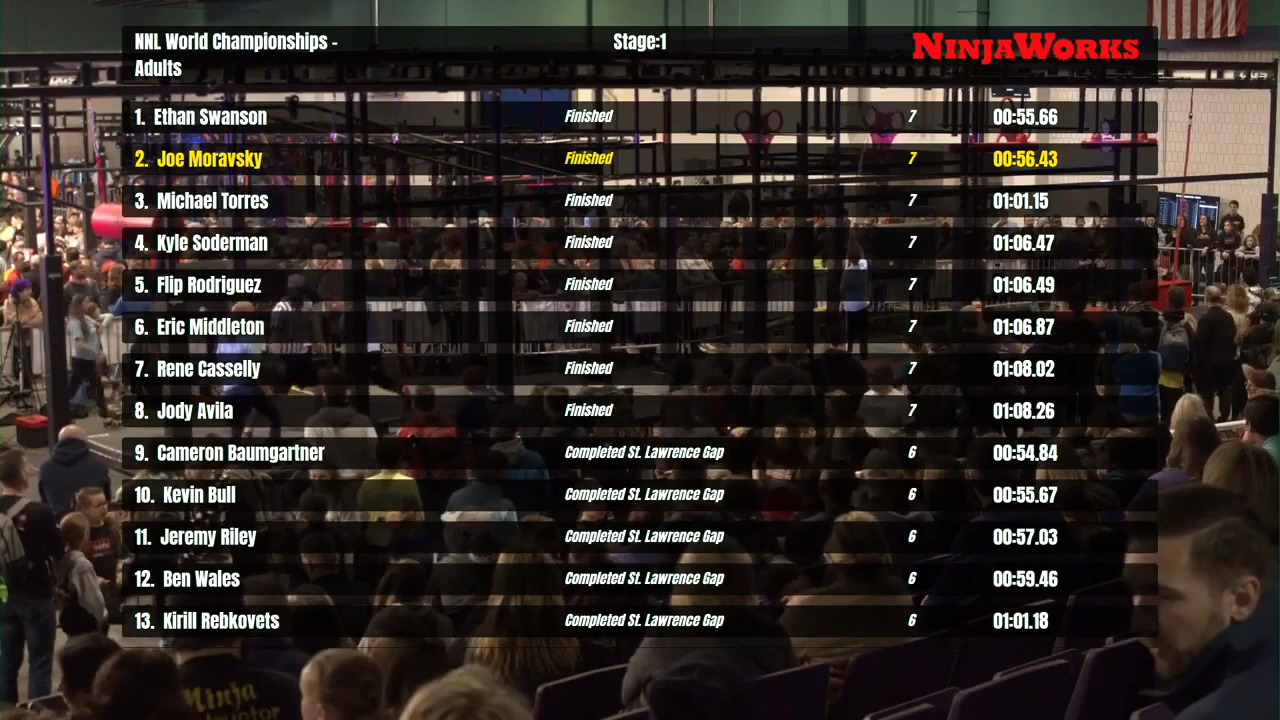 NNL World Championships -
Adults
Stage:1
NINJAWORKS
1. Ethan Swanson Finished 7 00:55.66
2. Joe Moravsky Finished 7 00:56.43
3. Michael Torres Finished 7 01:01.15
4. Kyle Soderman Finished 7 01:06.47
5. Flip Rodriguez Finished 7 01:06.49
6. Eric Middleton Finished 7 01:06.87
7. Rene Casselly Finished 7 01:08.02
8. Jody Avila Finished 7 01:08.26
9. Cameron Baumgartner Completed St. Lawrence Gap 6 00:54.84
10. Kevin Bull Completed St. Lawrence Gap 6 00:55.67
11. Jeremy Riley Completed St. Lawrence Gap 6 00:57.03
12. Ben Wales Completed St. Lawrence Gap 6 00:59.46
13. Kirill Rebkovets Completed St. Lawrence Gap 6 01:01.18
Ninja